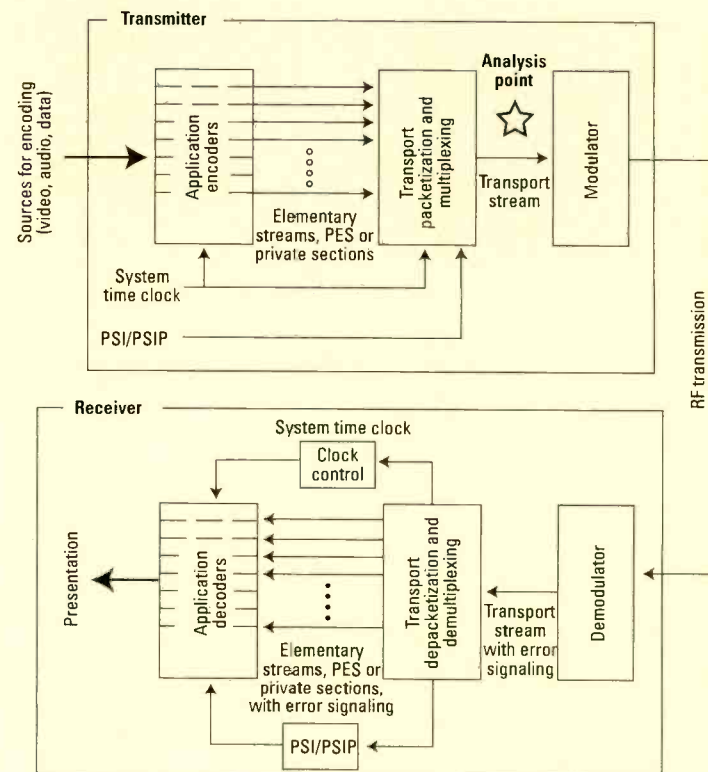 Transmitter
Sources for encoding
(video, audio, data)
Application
encoders
Elementary
streams, PES or
private sections
Transport
packetization and
multiplexing
Analysis
point
Transport
stream
Modulator
System
time clock
PSI/PSIP
RF transmission
Receiver
System time clock
Clock
control
Presentation
Application
decoders
Elementary
streams, PES or
private sections,
with error signaling
Transport
depacketization and
demultiplexing
Transport
stream
with error
signaling
Demodulator
PSI/PSIP